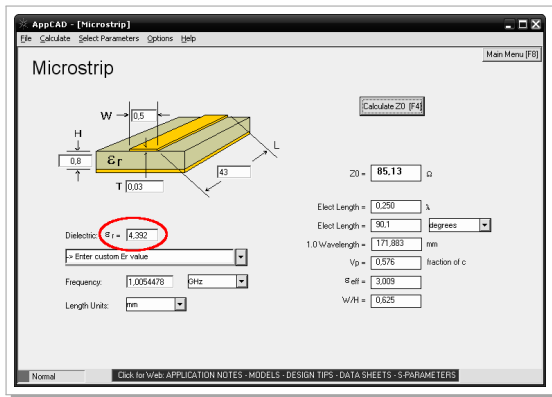 AppCAD - [Microstrip]
File Calculate Select Parameters Options Help
Main Menu [F8]
Microstrip
Calculate Z0 [F4]
W 0,5
H
0,8
εr
L
43
T 0,03
Z0 = 85,13 Ω
Elect Length = 0,250 λ
Elect Length = 90,1 degrees
1.0 Wavelength = 171,883 mm
Vp = 0,576 fraction of c
εeff = 3,009
W/H = 0,625
Dielectric: εr = 4,392
-> Enter custom Er value
Frequency: 1,0054478 GHz
Length Units: mm
Normal
Click for Web: APPLICATION NOTES - MODELS - DESIGN TIPS - DATA SHEETS - S-PARAMETERS